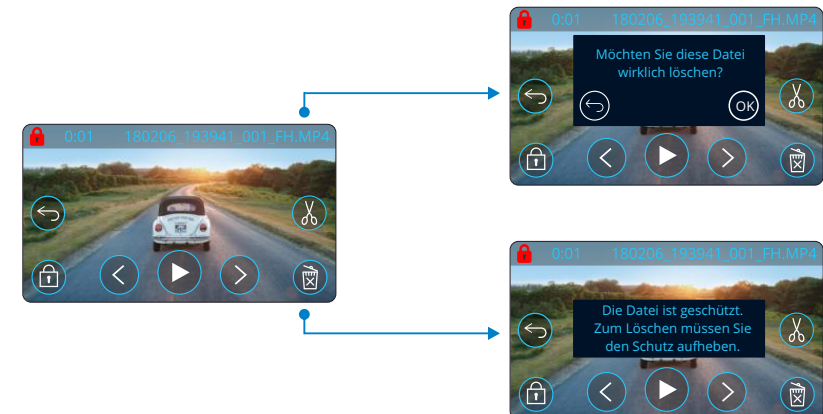 0:01 180206_193941_001_FH.MP4
Möchten Sie diese Datei
wirklich löschen?
OK
0:01 180206_193941_001_FH.MP4
0:01 180206_193941_001_FH.MP4
Die Datei ist geschützt.
Zum Löschen müssen Sie
den Schutz aufheben.